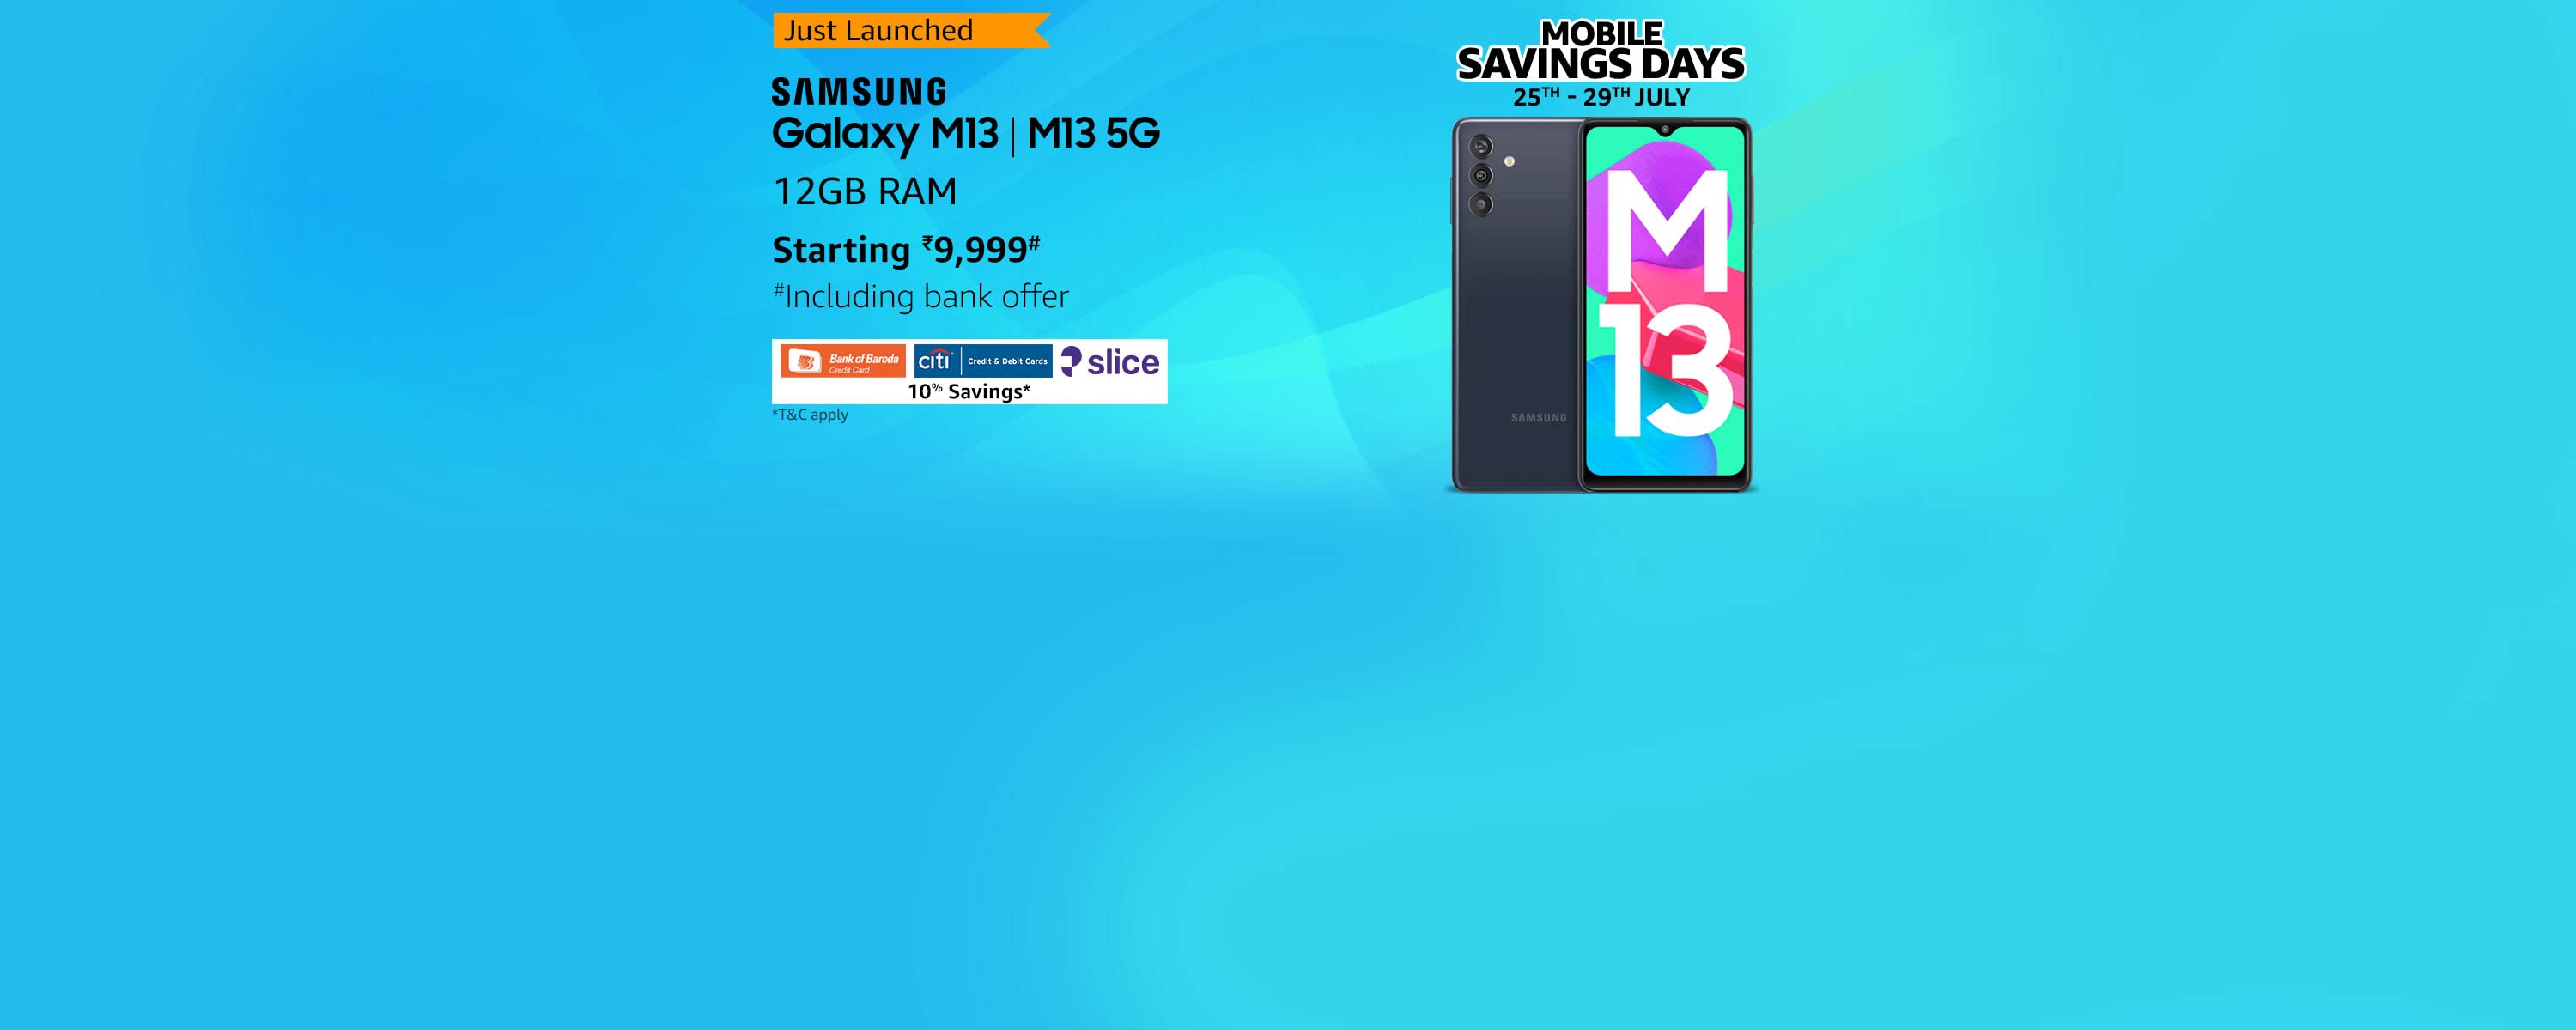 Just Launched
SAMSUNG
Galaxy M13 | M13 5G
12GB RAM
Starting ₹9,999#
#Including bank offer
Bank of Baroda
Credit Card
citi
Credit & Debit Cards
slice
10% Savings*
*T&C apply
MOBILE
SAVINGS DAYS
25TH - 29TH JULY
M
13
SAMSUNG